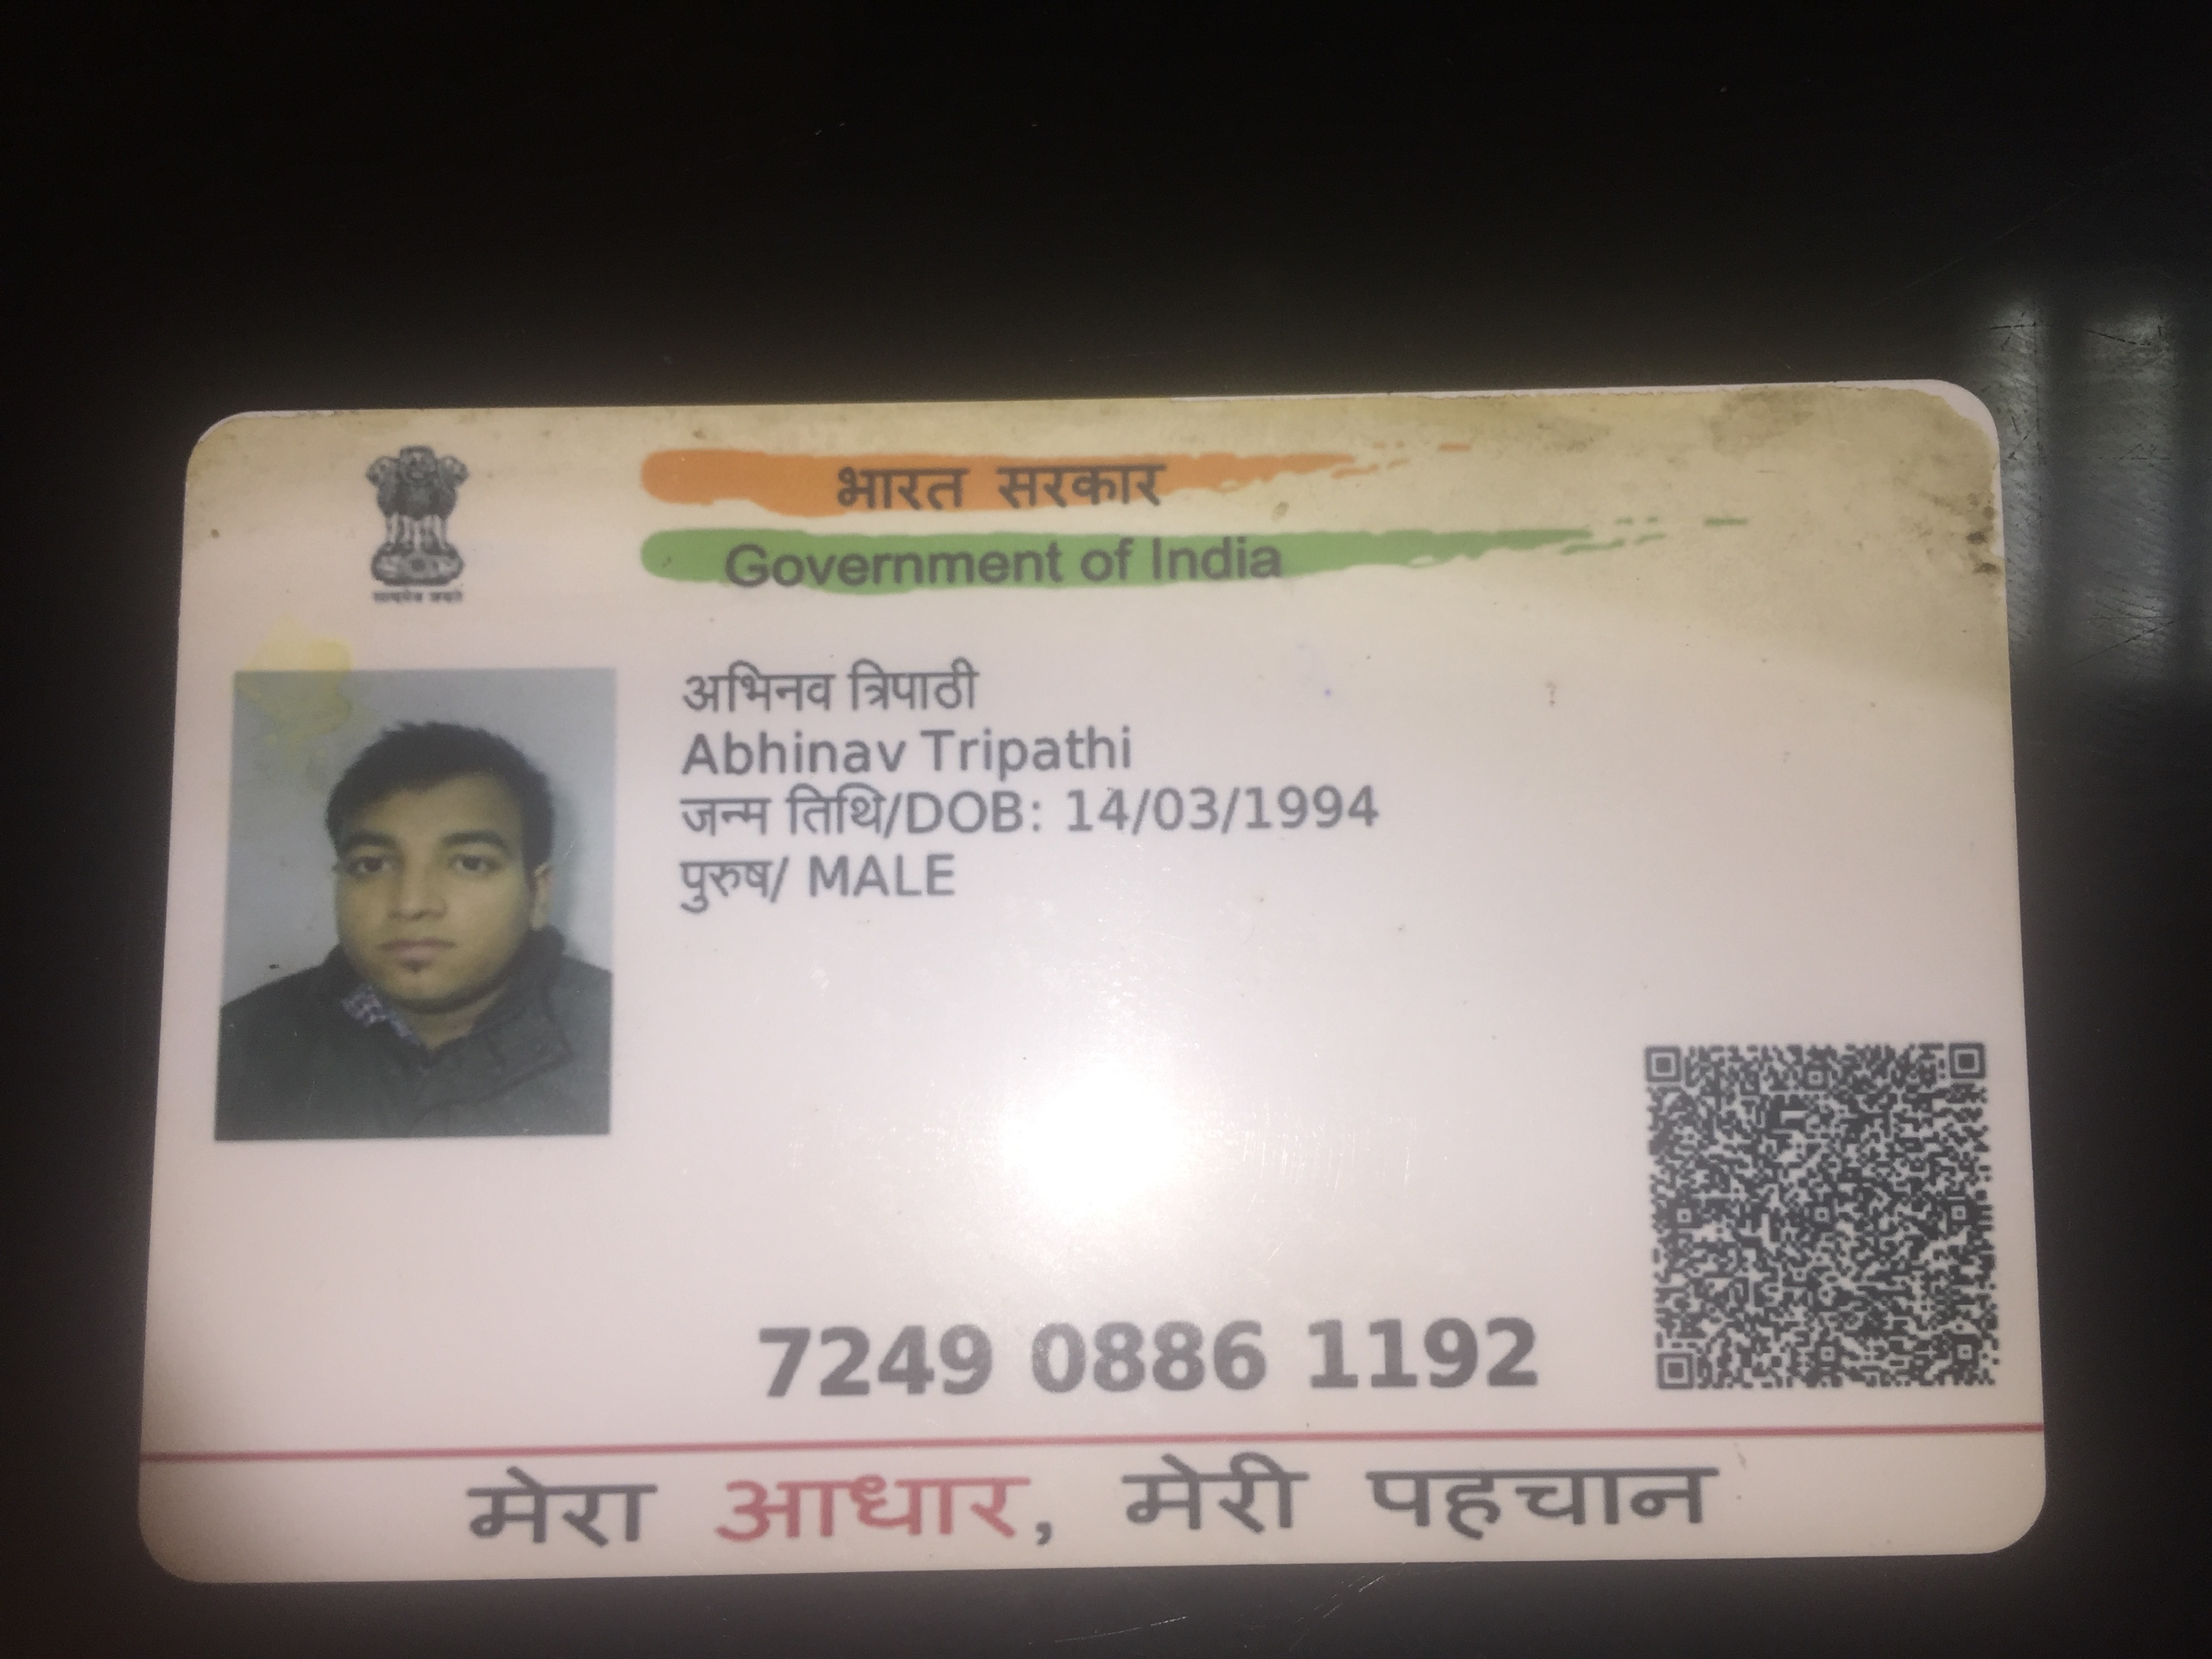 सत्यमेव जयते
भारत सरकार
Government of India
अभिनव त्रिपाठी
Abhinav Tripathi
जन्म तिथि/DOB: 14/03/1994
पुरुष/ MALE
7249 0886 1192
मेरा आधार, मेरी पहचान